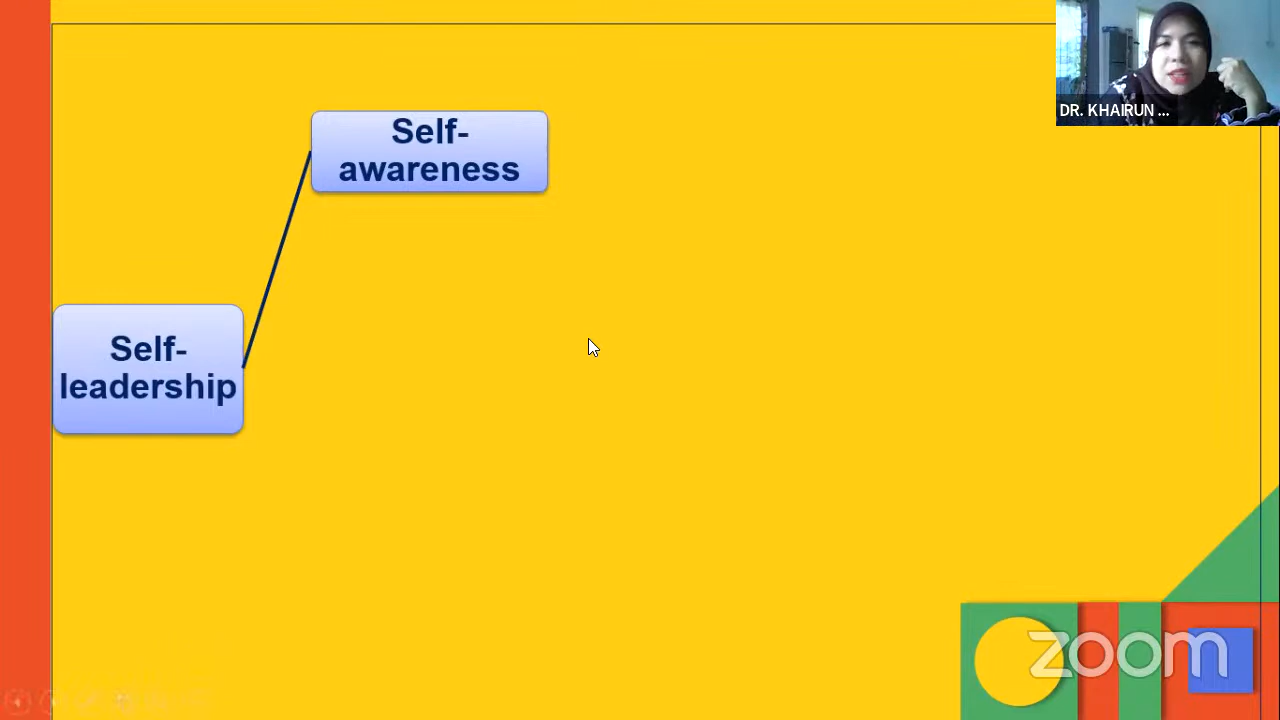 DR. KHAIRUN ...
Self-
awareness
Self-
leadership
zoom